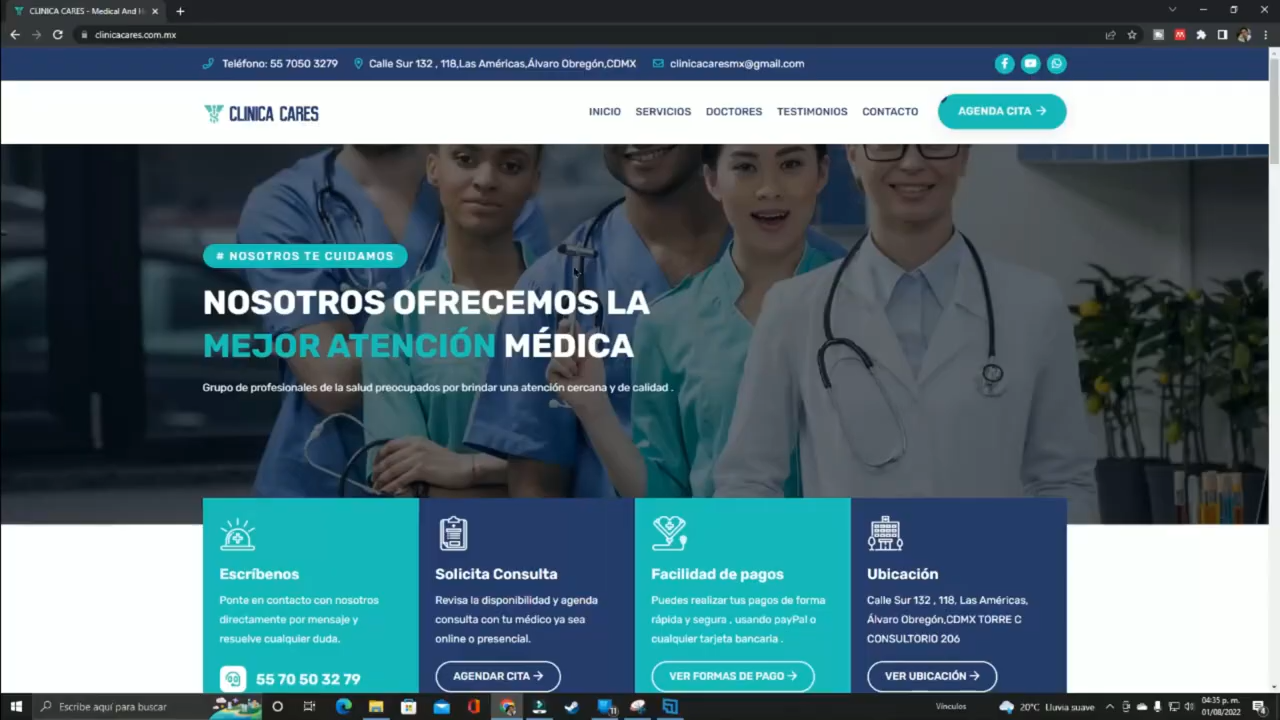 CLINICA CARES - Medical And H
clinicacares.com.mx
Teléfono: 55 7050 3279
Calle Sur 132 , 118,Las Américas,Álvaro Obregón,CDMX
clinicacaresmx@gmail.com
CLINICA CARES
INICIO
SERVICIOS
DOCTORES
TESTIMONIOS
CONTACTO
AGENDA CITA
# NOSOTROS TE CUIDAMOS
NOSOTROS OFRECEMOS LA
MEJOR ATENCIÓN MÉDICA
Grupo de profesionales de la salud preocupados por brindar una atención cercana y de calidad .
Escríbenos
Ponte en contacto con nosotros
directamente por mensaje y
resuelve cualquier duda.
55 70 50 32 79
Solicita Consulta
Revisa la disponibilidad y agenda
consulta con tu médico ya sea
online o presencial.
AGENDAR CITA
Facilidad de pagos
Puedes realizar tus pagos de forma
rápida y segura , usando payPal o
cualquier tarjeta bancaria .
VER FORMAS DE PAGO
Ubicación
Calle Sur 132 , 118, Las Américas,
Álvaro Obregón,CDMX TORRE C
CONSULTORIO 206
VER UBICACIÓN
Escribe aquí para buscar
Vínculos
20°C Lluvia suave
04:35 p. m.
01/08/2022